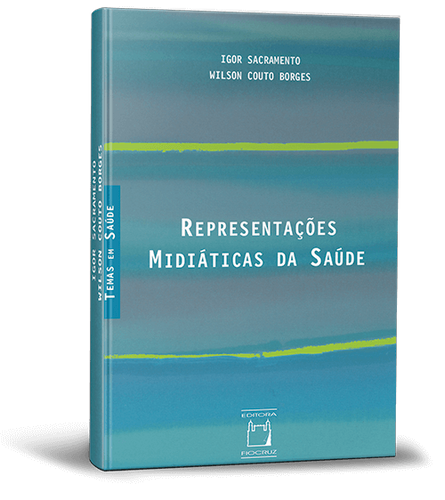 IGOR SACRAMENTO
WILSON COUTO BORGES
REPRESENTAÇÕES
MIDIÁTICAS DA SAÚDE
EDITORA
FIOCRUZ
IGOR SACRAMENTO
WILSON COUTO BORGES
TEMAS EM SAÚDE